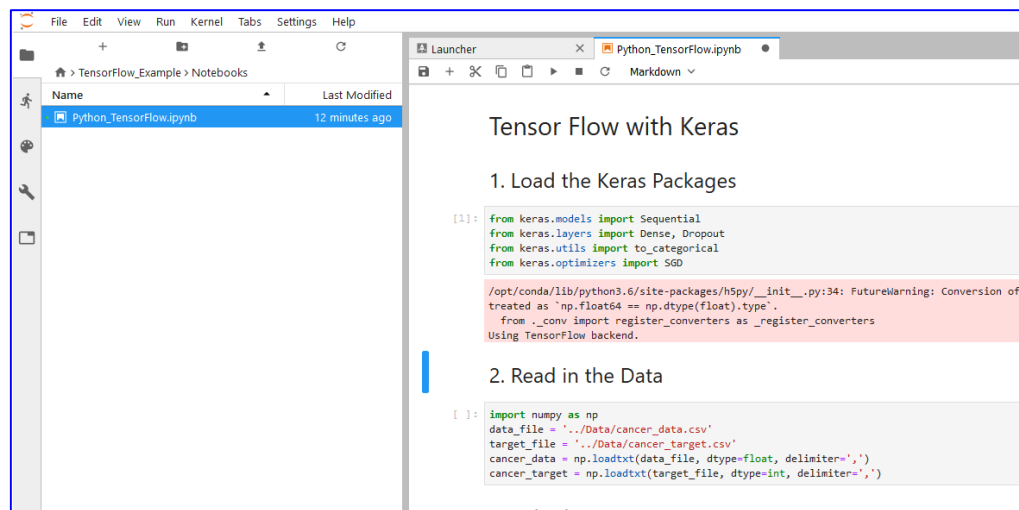 File Edit View Run Kernel Tabs Settings Help
TensorFlow_Example > Notebooks
Name Last Modified
Python_TensorFlow.ipynb 12 minutes ago
Launcher Python_TensorFlow.ipynb
Markdown
Tensor Flow with Keras
1. Load the Keras Packages
[1]: from keras.models import Sequential
from keras.layers import Dense, Dropout
from keras.utils import to_categorical
from keras.optimizers import SGD
/opt/conda/lib/python3.6/site-packages/h5py/__init__.py:34: FutureWarning: Conversion of
treated as `np.float64 == np.dtype(float).type`.
from ._conv import register_converters as _register_converters
Using TensorFlow backend.
2. Read in the Data
[ ]: import numpy as np
data_file = '../Data/cancer_data.csv'
target_file = '../Data/cancer_target.csv'
cancer_data = np.loadtxt(data_file, dtype=float, delimiter=',')
cancer_target = np.loadtxt(target_file, dtype=int, delimiter=',')